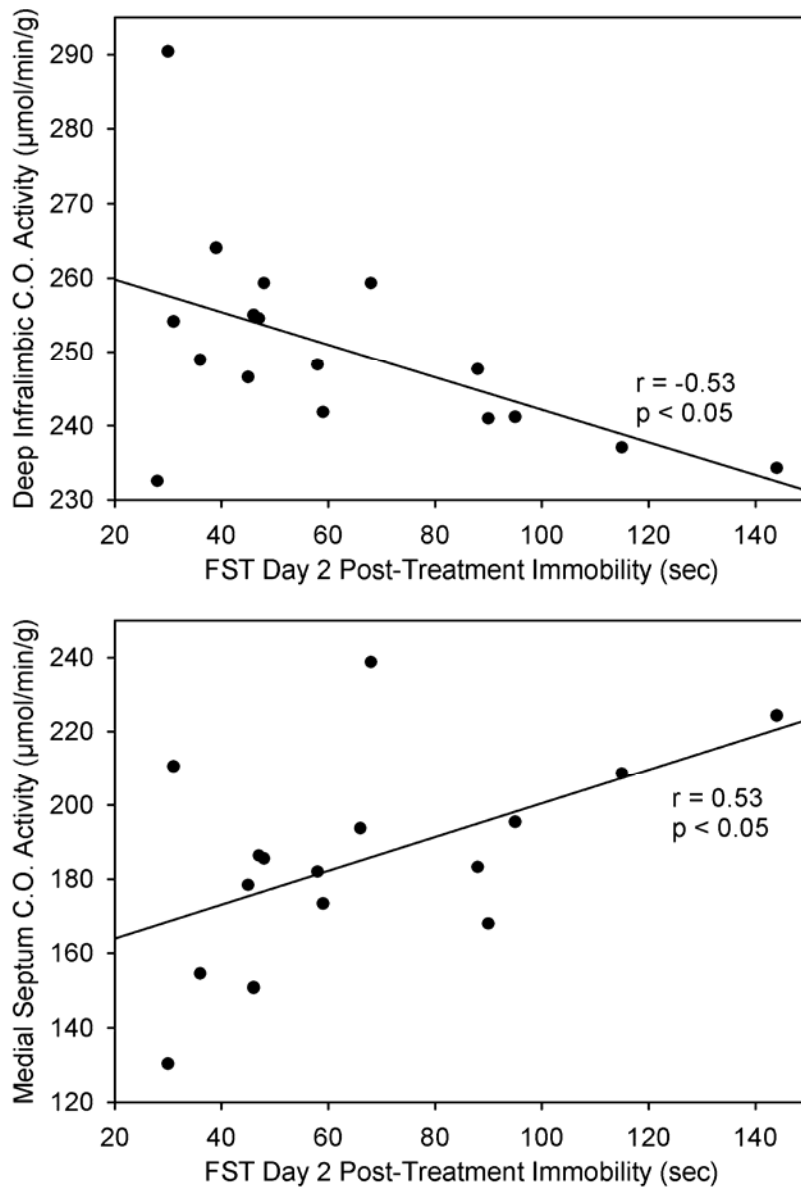 Deep Infralimbic C.O. Activity (µmol/min/g)
290
280
270
260
250
240
230
r = -0.53
p < 0.05
20 40 60 80 100 120 140
FST Day 2 Post-Treatment Immobility (sec)
Medial Septum C.O. Activity (µmol/min/g)
240
220
200
180
160
140
120
r = 0.53
p < 0.05
20 40 60 80 100 120 140
FST Day 2 Post-Treatment Immobility (sec)